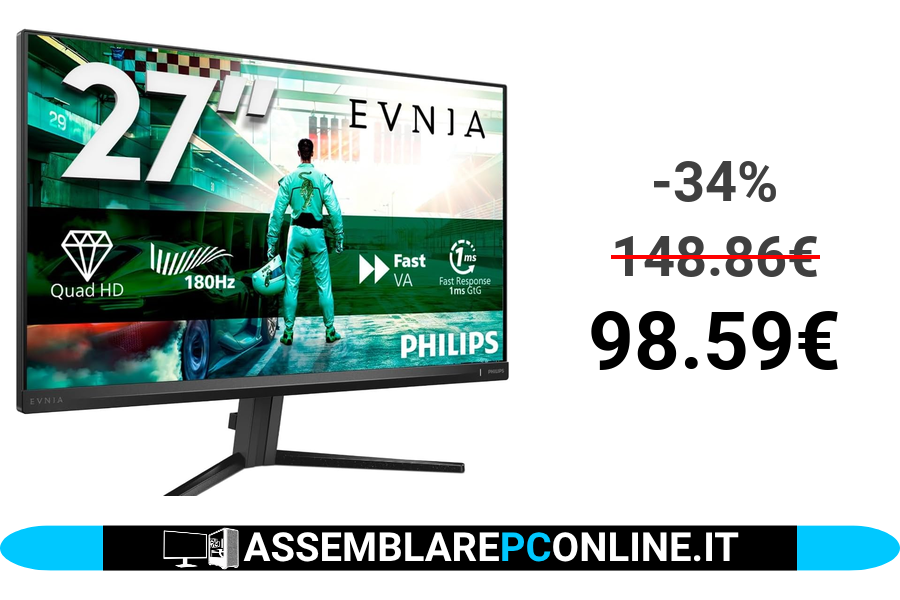 27"
EVNIA
29
Quad HD
180Hz
Fast
VA
1ms
Fast Response
1ms GtG
PHILIPS
EVNIA
PHILIPS
-34%
148.86€
98.59€
ASSEMBLAREPCONLINE.IT